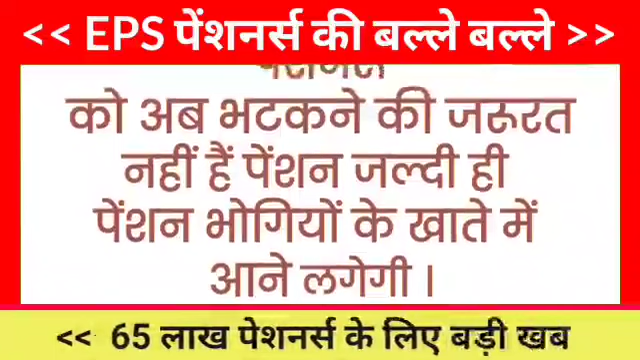 << EPS पेंशनर्स की बल्ले बल्ले >>
को अब भटकने की जरूरत
नहीं हैं पेंशन जल्दी ही
पेंशन भोगियों के खाते में
आने लगेगी ।
<< 65 लाख पेशनर्स के लिए बड़ी खब